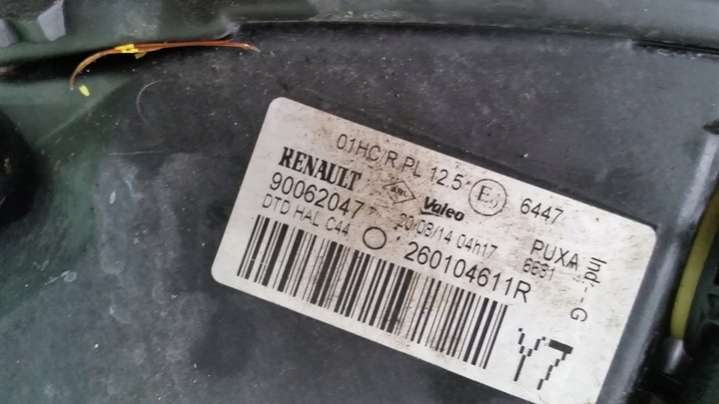 01HC/R PL 12.5
6447
RENAULT
Valeo
90062047
20/08/14 04h17
PUXA
Ind:--G
DTD HAL C44
6681
260104611R
Y7